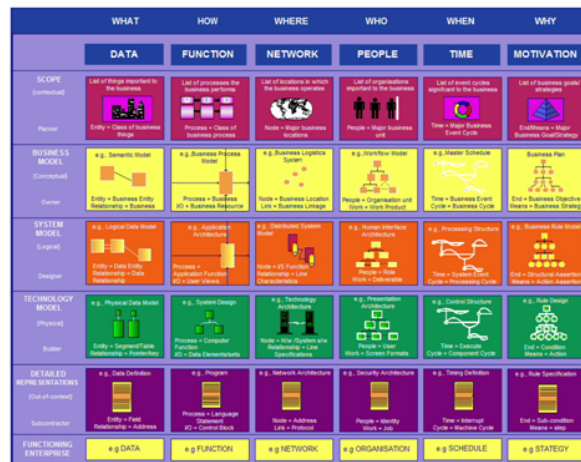 WHAT HOW WHERE WHO WHEN WHY
DATA FUNCTION NETWORK PEOPLE TIME MOTIVATION
SCOPE
(contextual)
Planner
List of things important to
the business
Entity = Class of business
things
List of processes the
business performs
Process = Class of
business process
List of locations in which
the business operates
Node = Major business
locations
List of organisations
important to the business
People = Major business
unit
List of event cycles
significant to the business
Time = Major Business
Event Cycle
List of business goals/
strategies
End/Means = Major
Business Goal/Strategy
BUSINESS
MODEL
(Conceptual)
Owner
e.g., Semantic Model
Entity = Business Entity
Relationship = Business
e.g., Business Process
Model
Process = Business
I/O = Business Resource
e.g., Business Logistics
System
Node = Business Location
Link = Business Linkage
e.g., Workflow Model
People = Organisation unit
Work = Work Product
e.g., Master Schedule
Time = Business Event
Cycle = Business Cycle
Business Plan
End = Business Objective
Means = Business Strategy
SYSTEM
MODEL
(Logical)
Designer
e.g., Logical Data Model
Entity = Data Entity
Relationship = Data
Relationship
e.g., Application
Architecture
Process =
Application Function
I/O = User Views
e.g., Distributed System
Model
Node = I/S Function
Relationship = Line
Characteristics
e.g., Human Interface
Architecture
People = Role
Work = Deliverable
e.g., Processing Structure
Time = System Event
Cycle = Processing Cycle
e.g., Business Rule Model
End = Structural Assertion
Means = Action Assertion
TECHNOLOGY
MODEL
(Physical)
Builder
e.g., Physical Data Model
Entity = Segment/Table
Relationship = Pointer/Key
e.g., System Design
Process = Computer
Function
I/O = Data
e.g., Technology Architecture
Node = H/w /System s/w
Relationship = Line
Specifications
e.g., Presentation
Architecture
People = User
Work = Screen Formats
e.g., Control Structure
Time = Execute
Cycle = Component Cycle
e.g., Rule Design
End = Condition
Means = Action
DETAILED
REPRESENTATIONS
(Out-of-context)
Subcontractor
e.g., Data Definition
Entity = Field
Relationship = Address
e.g., Program
Process = Language
Statement
I/O = Control Block
e.g., Network Architecture
Node = Address
Link = Protocol
e.g., Security Architecture
People = Identity
Work = Job
e.g., Timing Definition
Time = Interrupt
Cycle = Machine Cycle
e.g., Rule Specification
End = Sub-condition
Means = step
FUNCTIONING
ENTERPRISE
e.g DATA
e.g FUNCTION
e.g NETWORK
e.g ORGANISATION
e.g SCHEDULE
e.g STATEGY